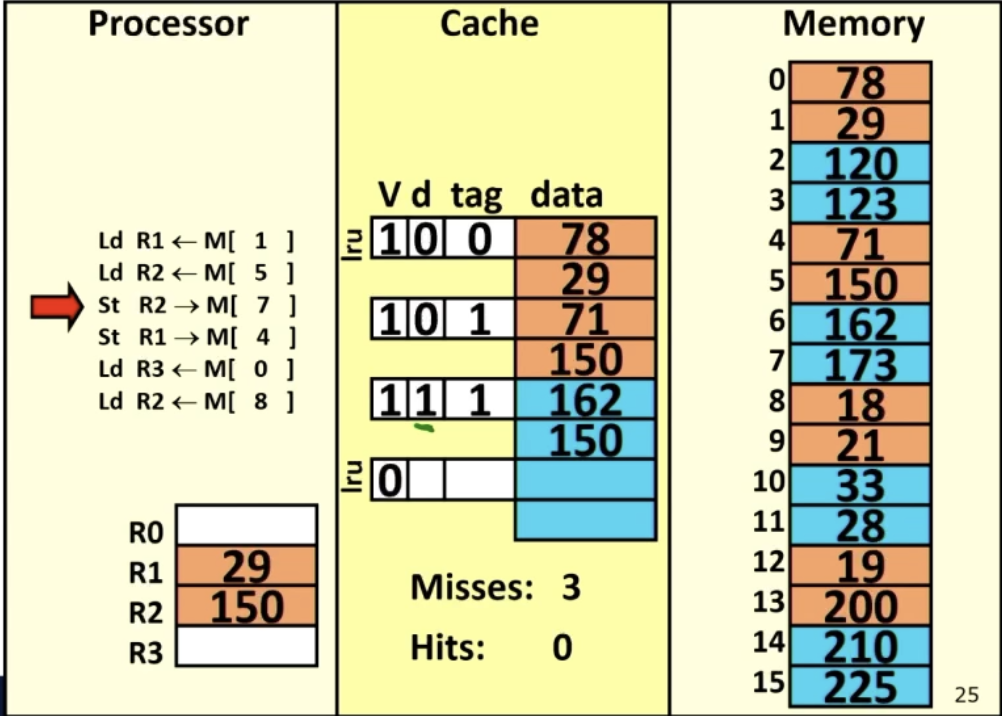 Processor
Ld R1 ← M[ 1 ]
Ld R2 ← M[ 5 ]
St R2 → M[ 7 ]
St R1 → M[ 4 ]
Ld R3 ← M[ 0 ]
Ld R2 ← M[ 8 ]
R0
R1 29
R2 150
R3
Cache
V d tag data
lru 1 0 0 78
29
1 0 1 71
150
1 1 1 162
150
lru 0
Misses: 3
Hits: 0
Memory
0 78
1 29
2 120
3 123
4 71
5 150
6 162
7 173
8 18
9 21
10 33
11 28
12 19
13 200
14 210
15 225
25